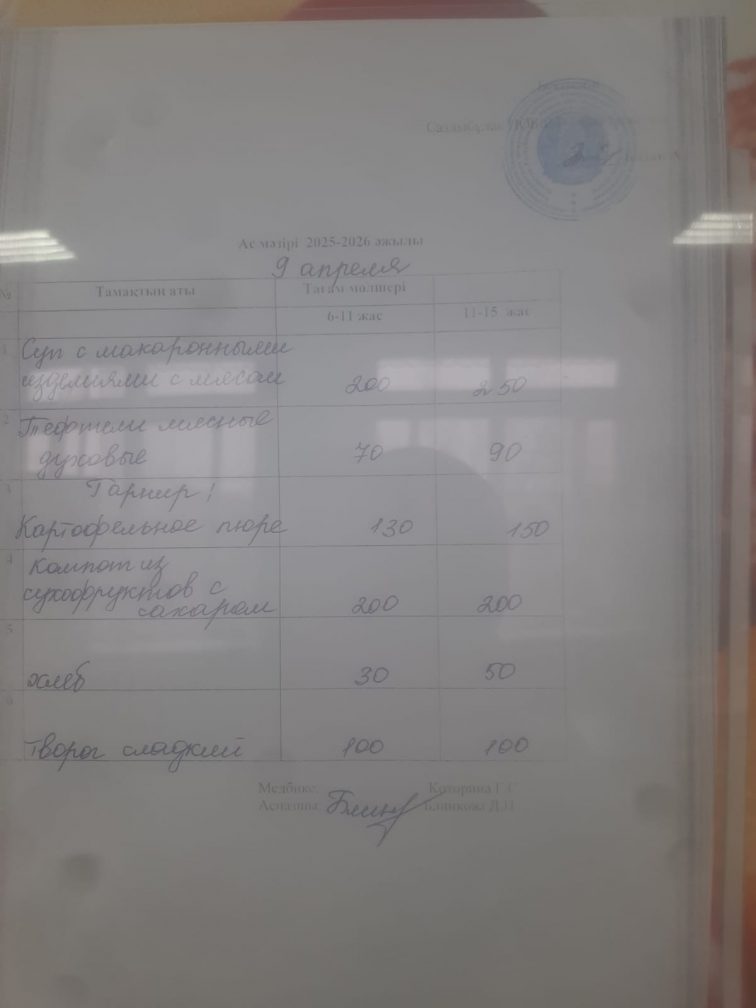 Ас мәзірі 2025-2026 ажылы
9 апреля
№ Тамақтың аты Тағам мөлшері
6-11 жас 11-15 жас
1 Суп с макаронными
изделиями с мясом 200 250
2 Тефтели мясные
духовые 70 90
3 Гарнир!
Картофельное пюре 130 150
4 Компот из
сухофруктов с
сахаром 200 200
5
хлеб 30 50
6
творог сладкий 100 100
Медбике:
Аспазшы: